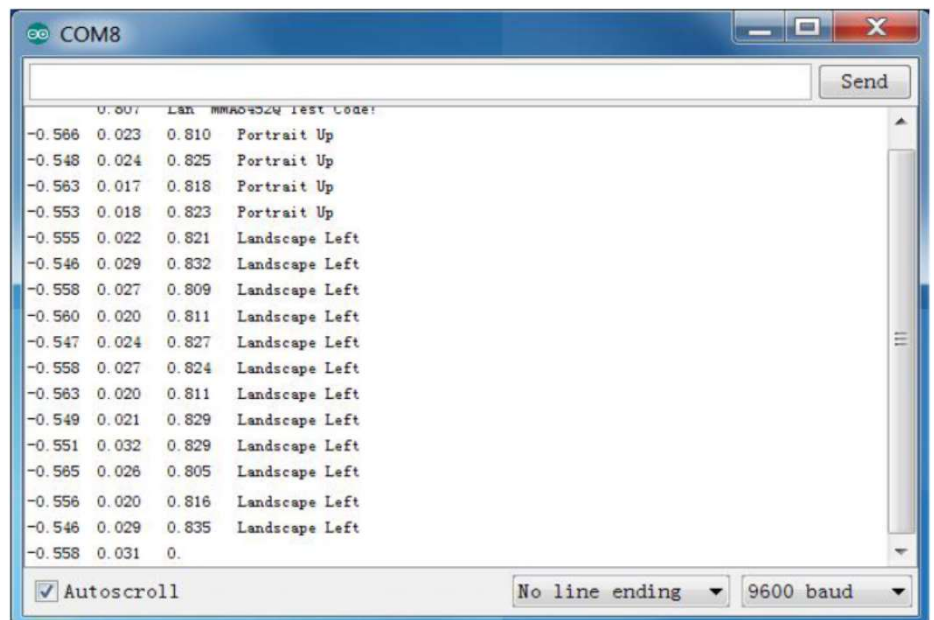 COM8
Send
0.807 Lan MMA8452Q Test Code!
-0.566 0.023 0.810 Portrait Up
-0.548 0.024 0.825 Portrait Up
-0.563 0.017 0.818 Portrait Up
-0.553 0.018 0.823 Portrait Up
-0.555 0.022 0.821 Landscape Left
-0.546 0.029 0.832 Landscape Left
-0.558 0.027 0.809 Landscape Left
-0.560 0.020 0.811 Landscape Left
-0.547 0.024 0.827 Landscape Left
-0.558 0.027 0.824 Landscape Left
-0.563 0.020 0.811 Landscape Left
-0.549 0.021 0.829 Landscape Left
-0.551 0.032 0.829 Landscape Left
-0.565 0.026 0.805 Landscape Left
-0.556 0.020 0.816 Landscape Left
-0.546 0.029 0.835 Landscape Left
-0.558 0.031 0.
Autoscroll No line ending 9600 baud